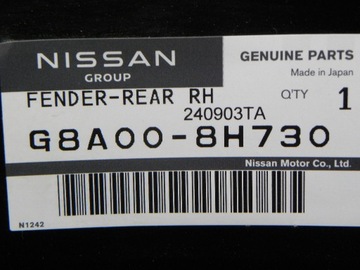 NISSAN
GROUP
GENUINE PARTS
Made in Japan
FENDER-REAR RH
Q'TY 1
240903TA
G8A00-8H730
Nissan Motor Co., Ltd.
N1242